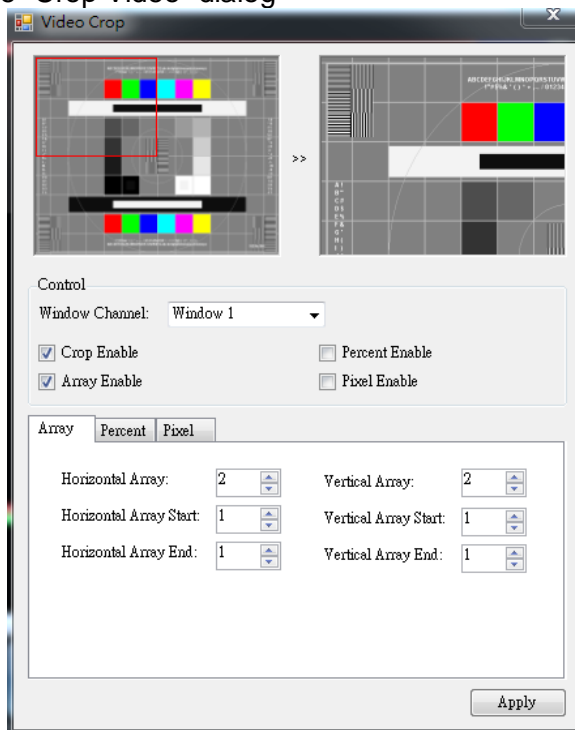 "Crop Video" dialog
Video Crop
x
>>
Control
Window Channel: Window 1
Crop Enable Percent Enable
Array Enable Pixel Enable
Array Percent Pixel
Horizontal Array: 2 Vertical Array: 2
Horizontal Array Start: 1 Vertical Array Start: 1
Horizontal Array End: 1 Vertical Array End: 1
Apply